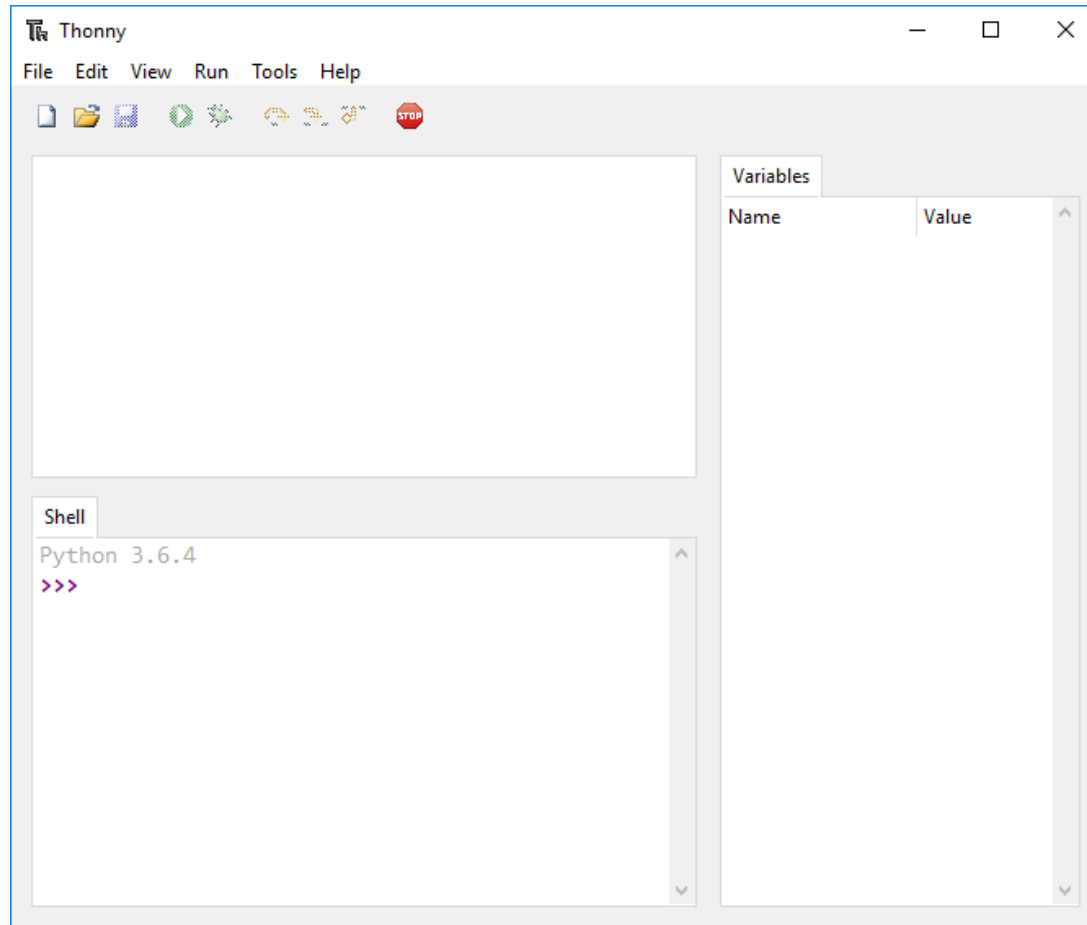 Thonny
File Edit View Run Tools Help
STOP
Variables
Name Value
Shell
Python 3.6.4
>>>